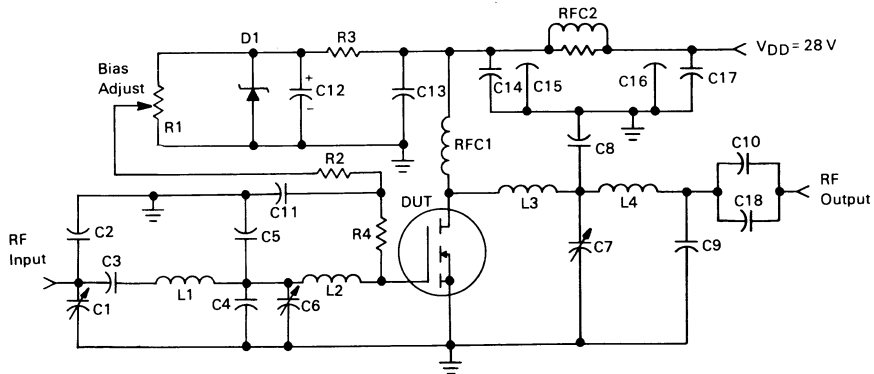 RFC2
D1
R3
V_DD = 28 V
Bias
Adjust
C12
+
–
C13
C14
C15
C16
C17
R1
RFC1
C8
R2
C10
C11
DUT
L3
L4
C18
RF
Output
C2
C5
R4
RF
Input
C3
C7
C9
L1
C4
C6
L2
C1